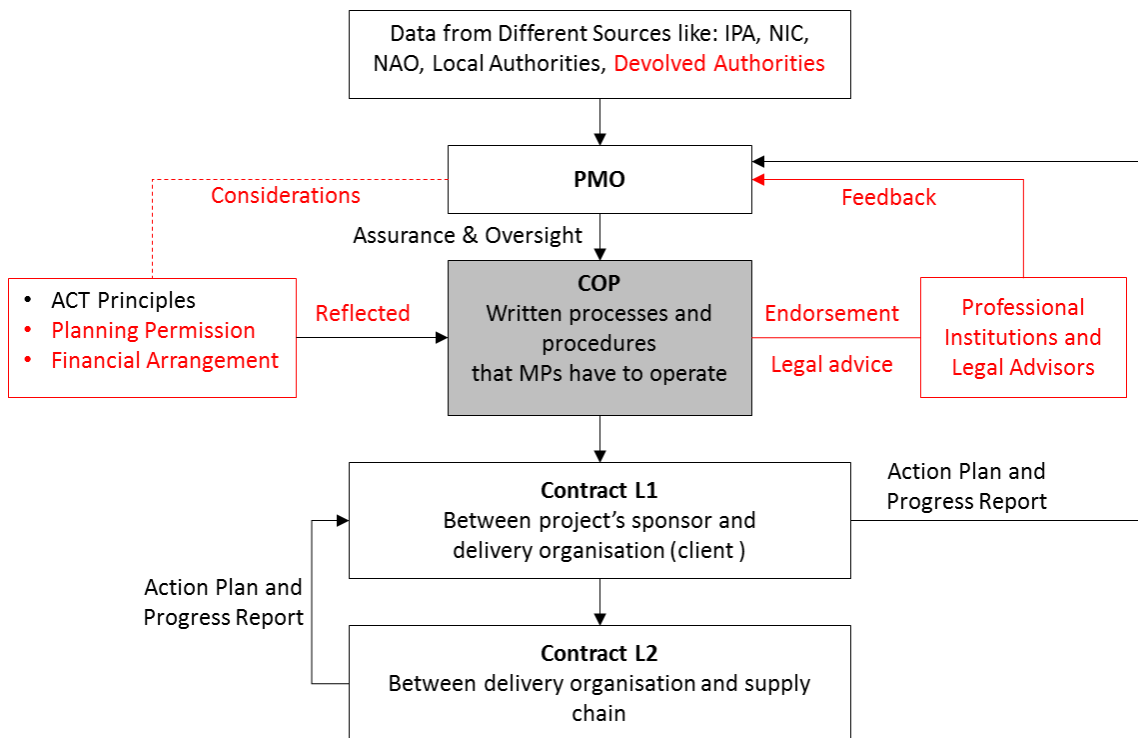 Data from Different Sources like: IPA, NIC,
NAO, Local Authorities, Devolved Authorities
PMO
Considerations
Feedback
Assurance & Oversight
• ACT Principles
• Planning Permission
• Financial Arrangement
Reflected
COP
Written processes and
procedures
that MPs have to operate
Endorsement
Legal advice
Professional
Institutions and
Legal Advisors
Contract L1
Between project’s sponsor and
delivery organisation (client )
Action Plan and
Progress Report
Action Plan and
Progress Report
Contract L2
Between delivery organisation and supply
chain